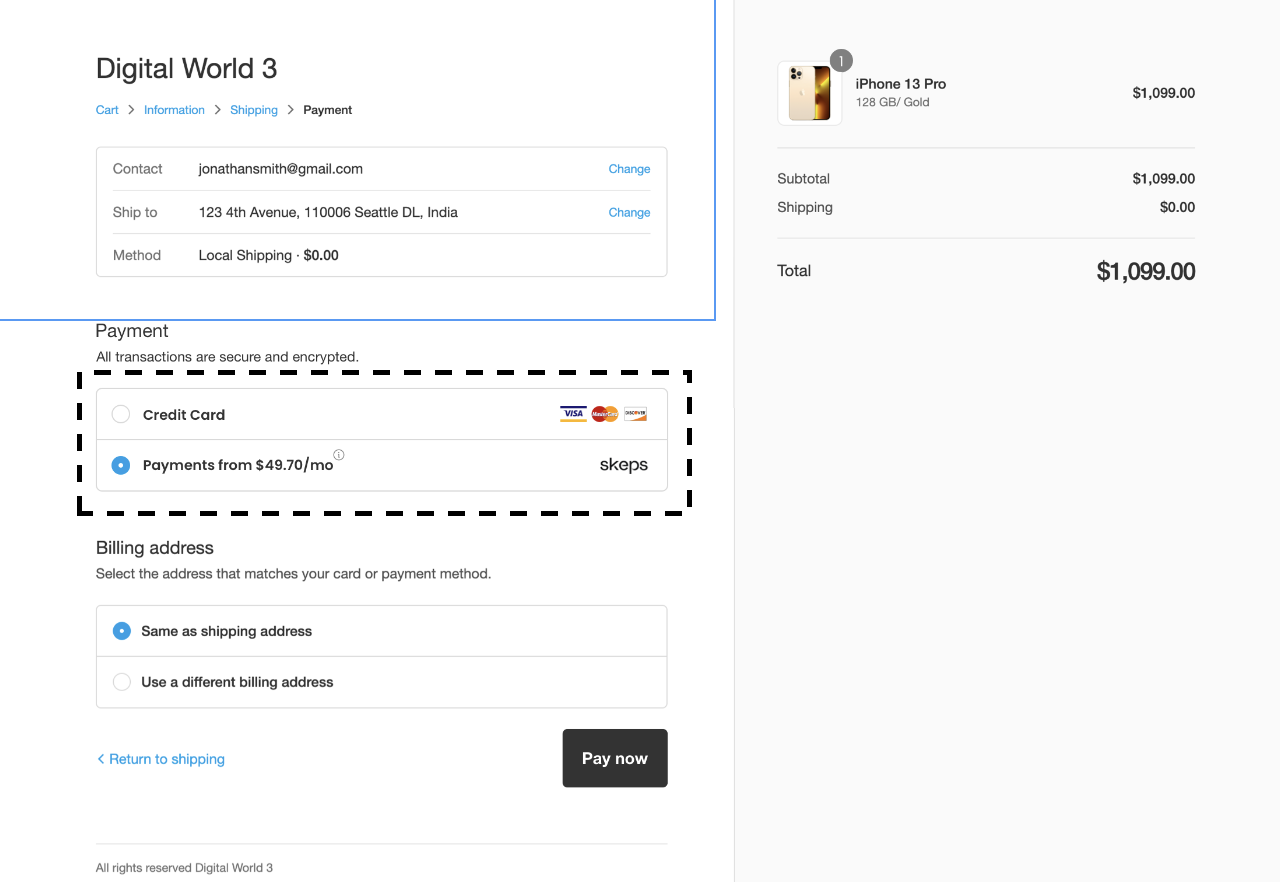 Digital World 3
Cart > Information > Shipping > Payment
Contact jonathansmith@gmail.com Change
Ship to 123 4th Avenue, 110006 Seattle DL, India Change
Method Local Shipping · $0.00
Payment
All transactions are secure and encrypted.
Credit Card VISA MasterCard DISCOVER
Payments from $49.70/mo skeps
Billing address
Select the address that matches your card or payment method.
Same as shipping address
Use a different billing address
< Return to shipping Pay now
All rights reserved Digital World 3
1
iPhone 13 Pro $1,099.00
128 GB/ Gold
Subtotal $1,099.00
Shipping $0.00
Total $1,099.00